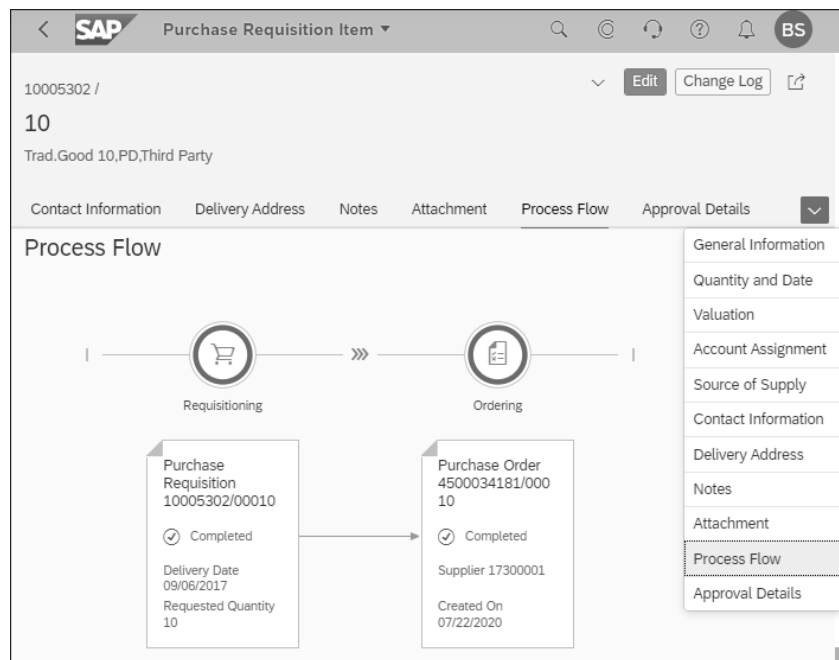 SAP Purchase Requisition Item BS
10005302 /
Edit Change Log
10
Trad.Good 10,PD,Third Party
Contact Information Delivery Address Notes Attachment Process Flow Approval Details
Process Flow
Requisitioning Ordering
Purchase
Requisition
10005302/00010
Completed
Delivery Date
09/06/2017
Requested Quantity
10
Purchase Order
4500034181/000
10
Completed
Supplier 17300001
Created On
07/22/2020
General Information
Quantity and Date
Valuation
Account Assignment
Source of Supply
Contact Information
Delivery Address
Notes
Attachment
Process Flow
Approval Details